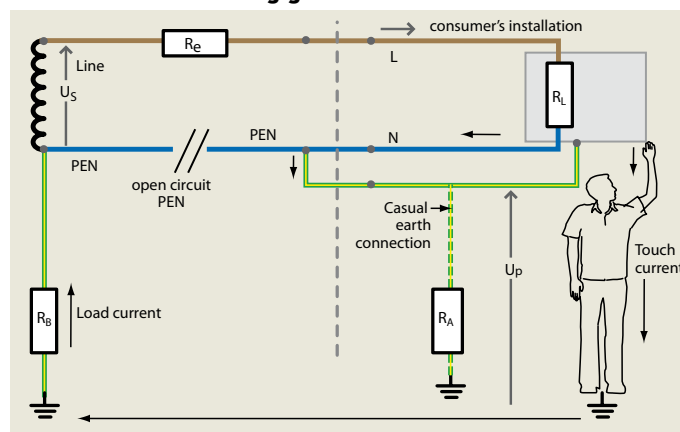 consumer's installation
Re
L
Line
US
RL
PEN
N
PEN
open circuit
PEN
Casual
earth
connection
UP
Touch
current
RB
Load current
RA